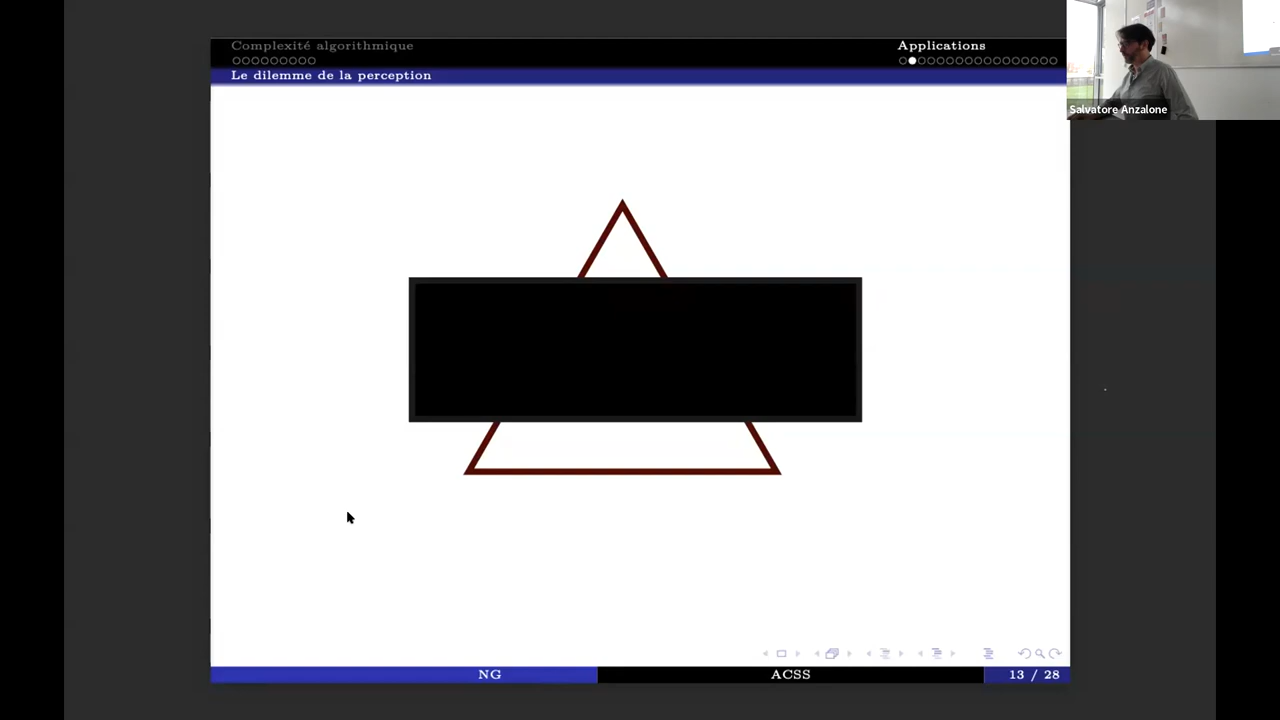 Complexité algorithmique
Applications
Le dilemme de la perception
Salvatore Anzalone
NG
ACSS
13 / 28